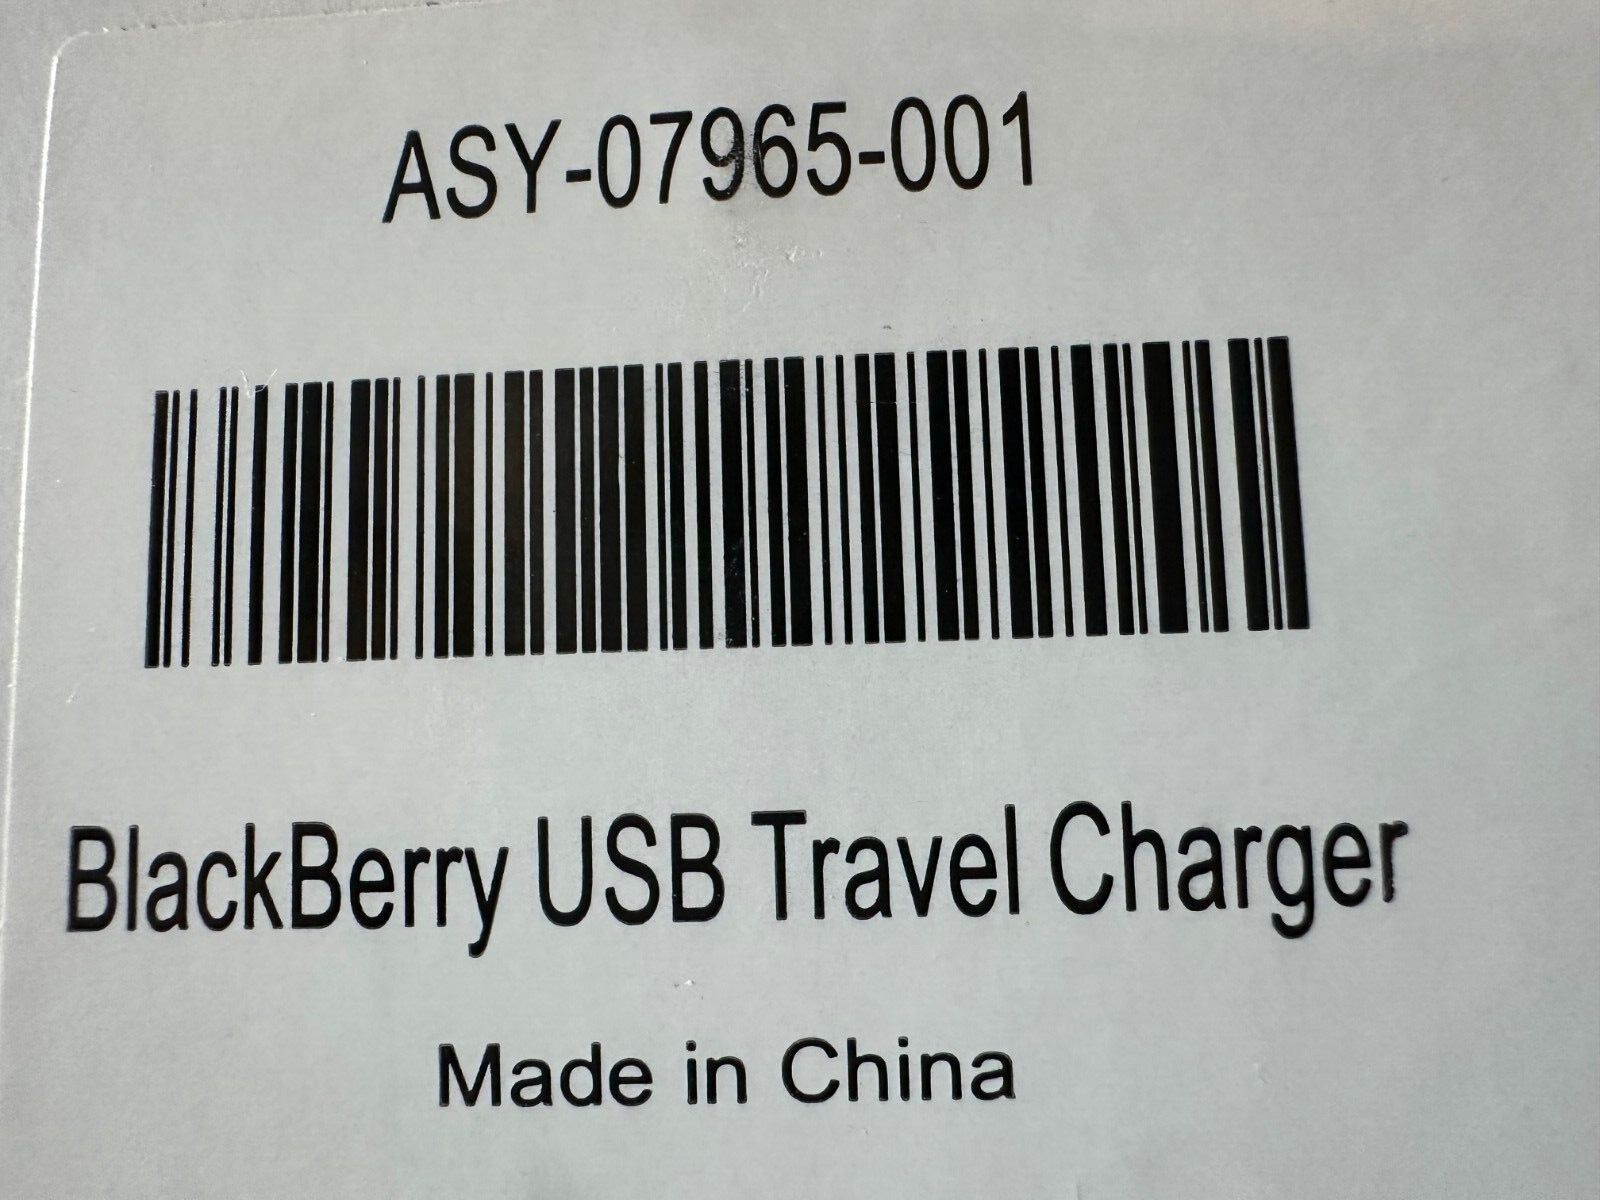 ASY-07965-001
BlackBerry USB Travel Charger
Made in China